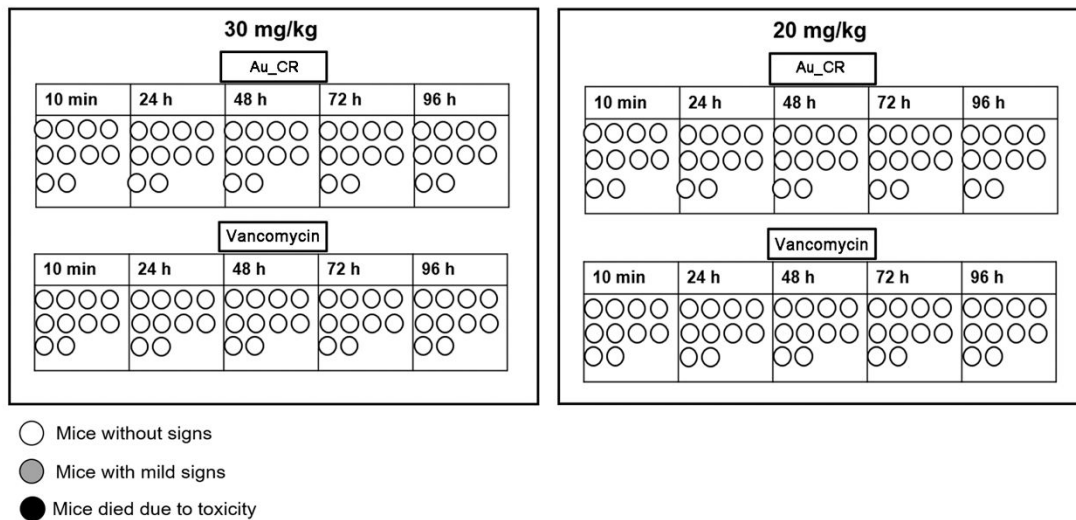 30 mg/kg
Au_CR
10 min 24 h 48 h 72 h 96 h
Vancomycin
10 min 24 h 48 h 72 h 96 h
20 mg/kg
Au_CR
10 min 24 h 48 h 72 h 96 h
Vancomycin
10 min 24 h 48 h 72 h 96 h
Mice without signs
Mice with mild signs
Mice died due to toxicity